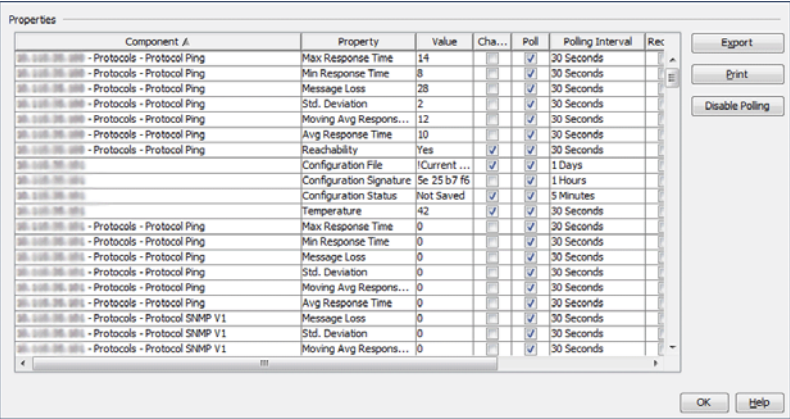 Properties
Component Property Value Cha... Poll Polling Interval Rec
- Protocols - Protocol Ping Max Response Time 14 30 Seconds
- Protocols - Protocol Ping Min Response Time 8 30 Seconds
- Protocols - Protocol Ping Message Loss 28 30 Seconds
- Protocols - Protocol Ping Std. Deviation 2 30 Seconds
- Protocols - Protocol Ping Moving Avg Respons... 12 30 Seconds
- Protocols - Protocol Ping Avg Response Time 10 30 Seconds
- Protocols - Protocol Ping Reachability Yes 30 Seconds
Configuration File !Current ... 1 Days
Configuration Signature 5e 25 b7 f6 1 Hours
Configuration Status Not Saved 5 Minutes
Temperature 42 30 Seconds
- Protocols - Protocol Ping Max Response Time 0 30 Seconds
- Protocols - Protocol Ping Min Response Time 0 30 Seconds
- Protocols - Protocol Ping Message Loss 0 30 Seconds
- Protocols - Protocol Ping Std. Deviation 0 30 Seconds
- Protocols - Protocol Ping Moving Avg Respons... 0 30 Seconds
- Protocols - Protocol Ping Avg Response Time 0 30 Seconds
- Protocols - Protocol SNMP V1 Message Loss 0 30 Seconds
- Protocols - Protocol SNMP V1 Std. Deviation 0 30 Seconds
- Protocols - Protocol SNMP V1 Moving Avg Respons... 0 30 Seconds
Export
Print
Disable Polling
OK Help